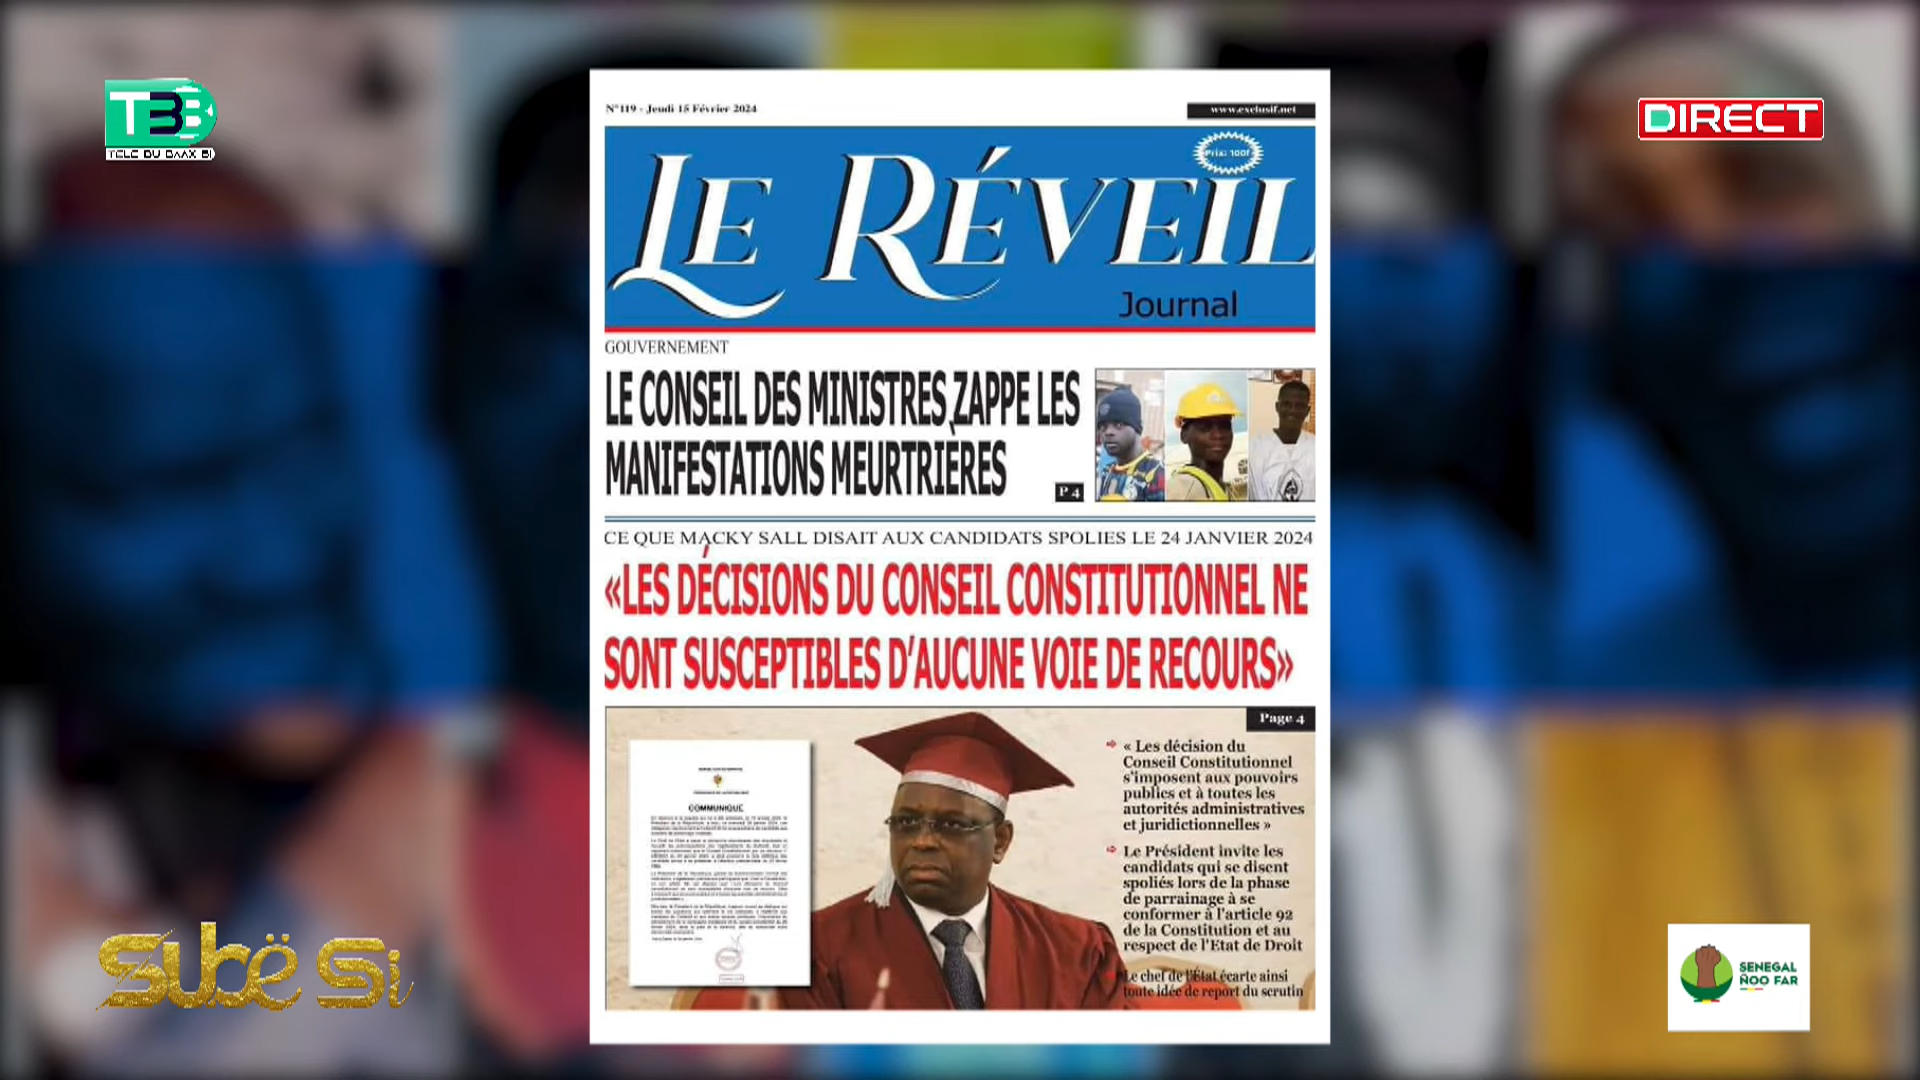 TBB
TELE BU BAAX BI
DIRECT
N°119 - Jeudi 15 Février 2024
www.exclusif.net
Prix: 100f
LE RÉVEIL
Journal
GOUVERNEMENT
LE CONSEIL DES MINISTRES ZAPPE LES
MANIFESTATIONS MEURTRIÈRES
P 4
CE QUE MACKY SALL DISAIT AUX CANDIDATS SPOLIES LE 24 JANVIER 2024
«LES DÉCISIONS DU CONSEIL CONSTITUTIONNEL NE
SONT SUSCEPTIBLES D'AUCUNE VOIE DE RECOURS»
Page 4
COMMUNIQUE
« Les décision du
Conseil Constitutionnel
s'imposent aux pouvoirs
publics et à toutes les
autorités administratives
et juridictionnelles »
Le Président invite les
candidats qui se disent
spoliés lors de la phase
de parrainage à se
conformer à l'article 92
de la Constitution et au
respect de l'Etat de Droit
Le chef de l'État écarte ainsi
toute idée de report du scrutin
Subë Si
SENEGAL
ÑOO FAR